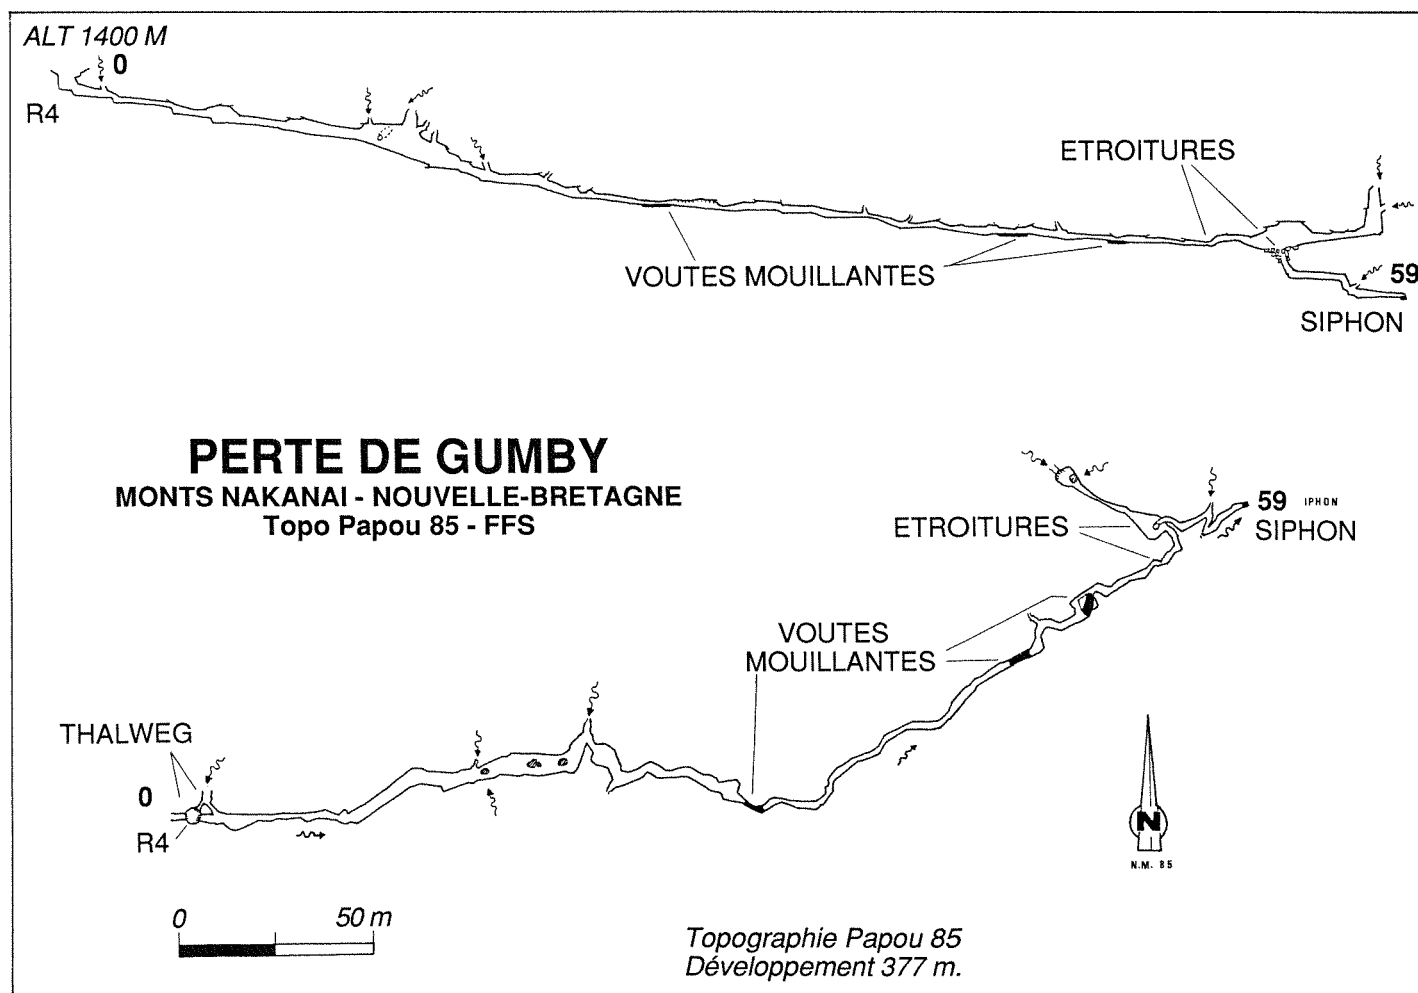 ALT 1400 M
0
R4
ETROITURES
VOUTES MOUILLANTES
59
SIPHON
PERTE DE GUMBY
MONTS NAKANAI - NOUVELLE-BRETAGNE
Topo Papou 85 - FFS
59 IPHON
SIPHON
ETROITURES
VOUTES
MOUILLANTES
THALWEG
0
R4
N
N.M. 85
0 50 m
Topographie Papou 85
Développement 377 m.